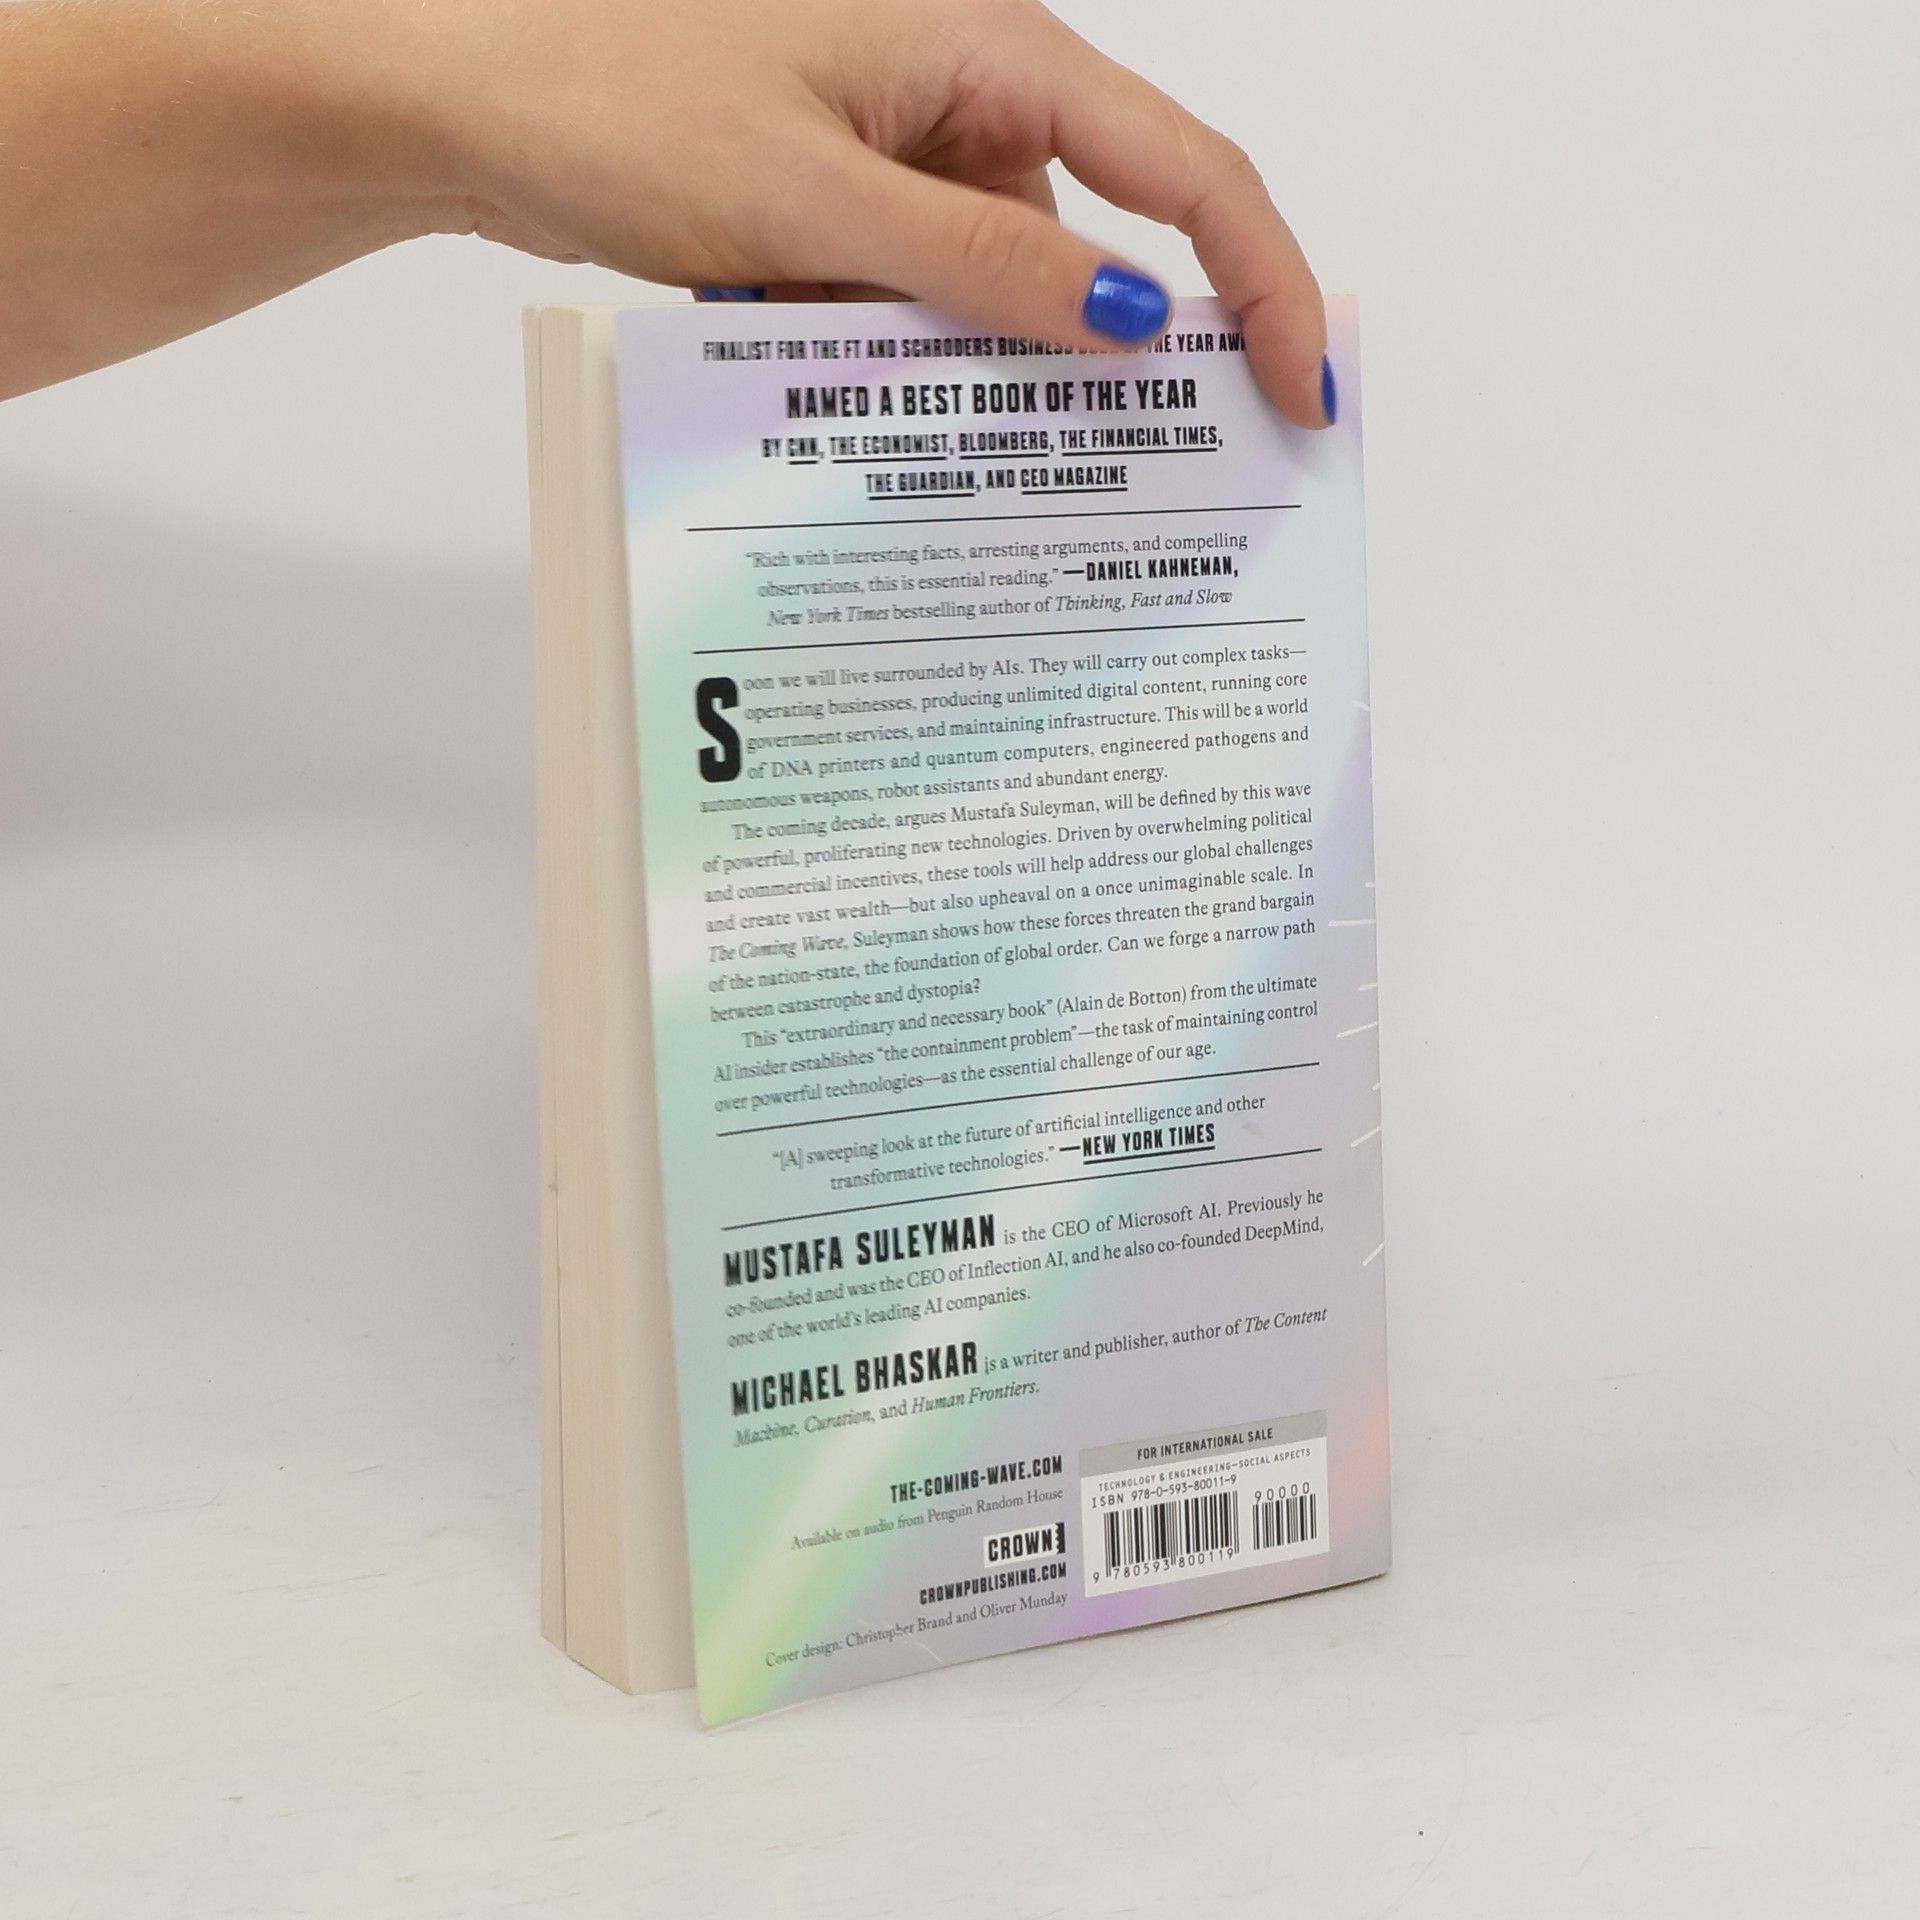 FINALIST FOR THE FT AND SCHRODERS BUSINESS THE YEAR
NAMED A BEST BOOK OF THE YEAR
BY CNN, THE ECONOMIST, BLOOMBERG, THE FINANCIAL TIMES,
THE GUARDIAN, AND CEO MAGAZINE
“Rich with interesting facts, arresting arguments, and compelling
observations, this is essential reading.” —DANIEL KAHNEMAN,
New York Times bestselling author of Thinking, Fast and Slow
Soon we will live surrounded by AIs. They will carry out complex tasks—
operating businesses, producing unlimited digital content, running core
government services, and maintaining infrastructure. This will be a world
of DNA printers and quantum computers, engineered pathogens and
autonomous weapons, robot assistants and abundant energy.
The coming decade, argues Mustafa Suleyman, will be defined by this wave
of powerful, proliferating new technologies. Driven by overwhelming political
and commercial incentives, these tools will help address our global challenges
and create vast wealth—but also upheaval on a once unimaginable scale. In
The Coming Wave, Suleyman shows how these forces threaten the grand bargain
of the nation-state, the foundation of global order. Can we forge a narrow path
between catastrophe and dystopia?
This “extraordinary and necessary book” (Alain de Botton) from the ultimate
AI insider establishes “the containment problem”—the task of maintaining control
over powerful technologies—as the essential challenge of our age.
“[A] sweeping look at the future of artificial intelligence and other
transformative technologies.” —NEW YORK TIMES
MUSTAFA SULEYMAN is the CEO of Microsoft AI. Previously he
co-founded and was the CEO of Inflection AI, and he also co-founded DeepMind,
one of the world’s leading AI companies.
MICHAEL BHASKAR is a writer and publisher, author of The Content
Machine, Curation, and Human Frontiers.
THE-COMING-WAVE.COM
Available on audio from Penguin Random House
CROWN
CROWNPUBLISHING.COM
Cover design: Christopher Brand and Oliver Munday
FOR INTERNATIONAL SALE
TECHNOLOGY & ENGINEERING—SOCIAL ASPECTS
ISBN 978-0-593-80011-9
90000
9 780593 800119